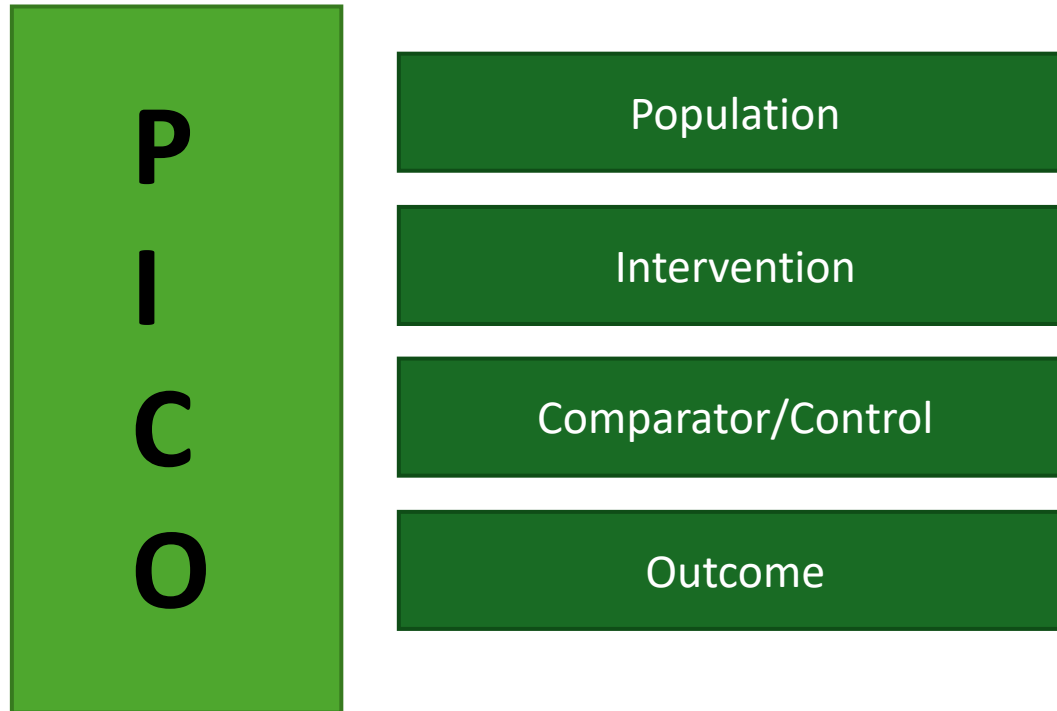 P
Population
I
Intervention
C
Comparator/Control
O
Outcome